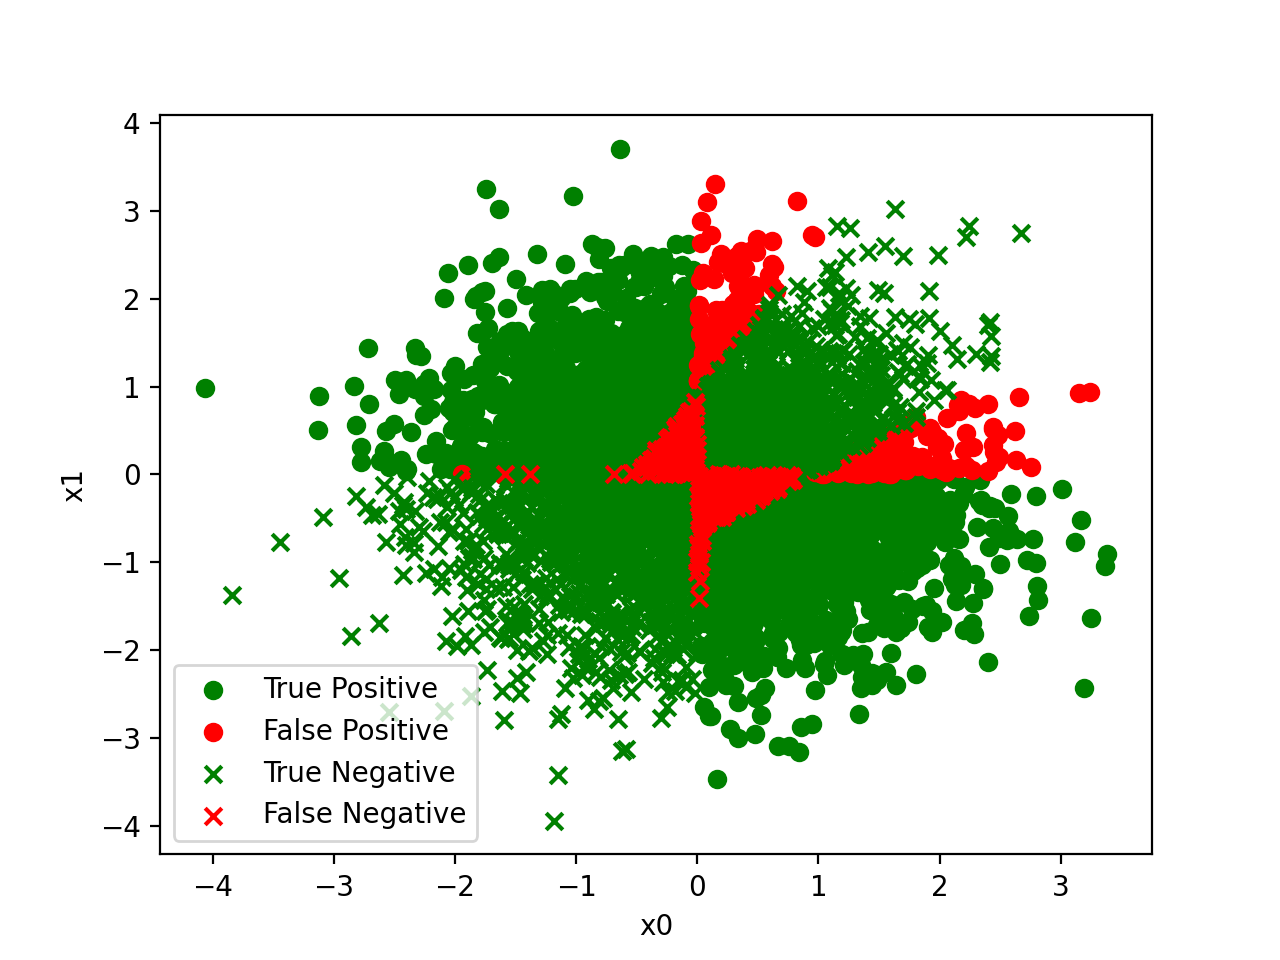 4
3
2
1
0
−1
−2
−3
−4
x1
True Positive
False Positive
True Negative
False Negative
−4 −3 −2 −1 0 1 2 3
x0